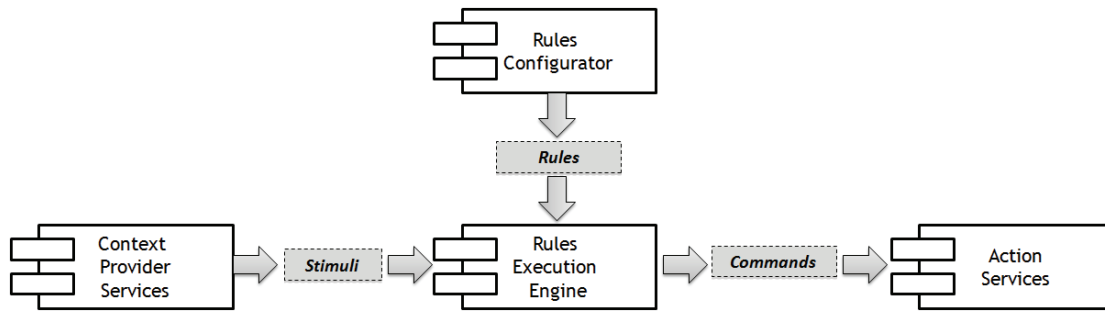 Rules
Configurator
Rules
Context
Provider
Services
Stimuli
Rules
Execution
Engine
Commands
Action
Services